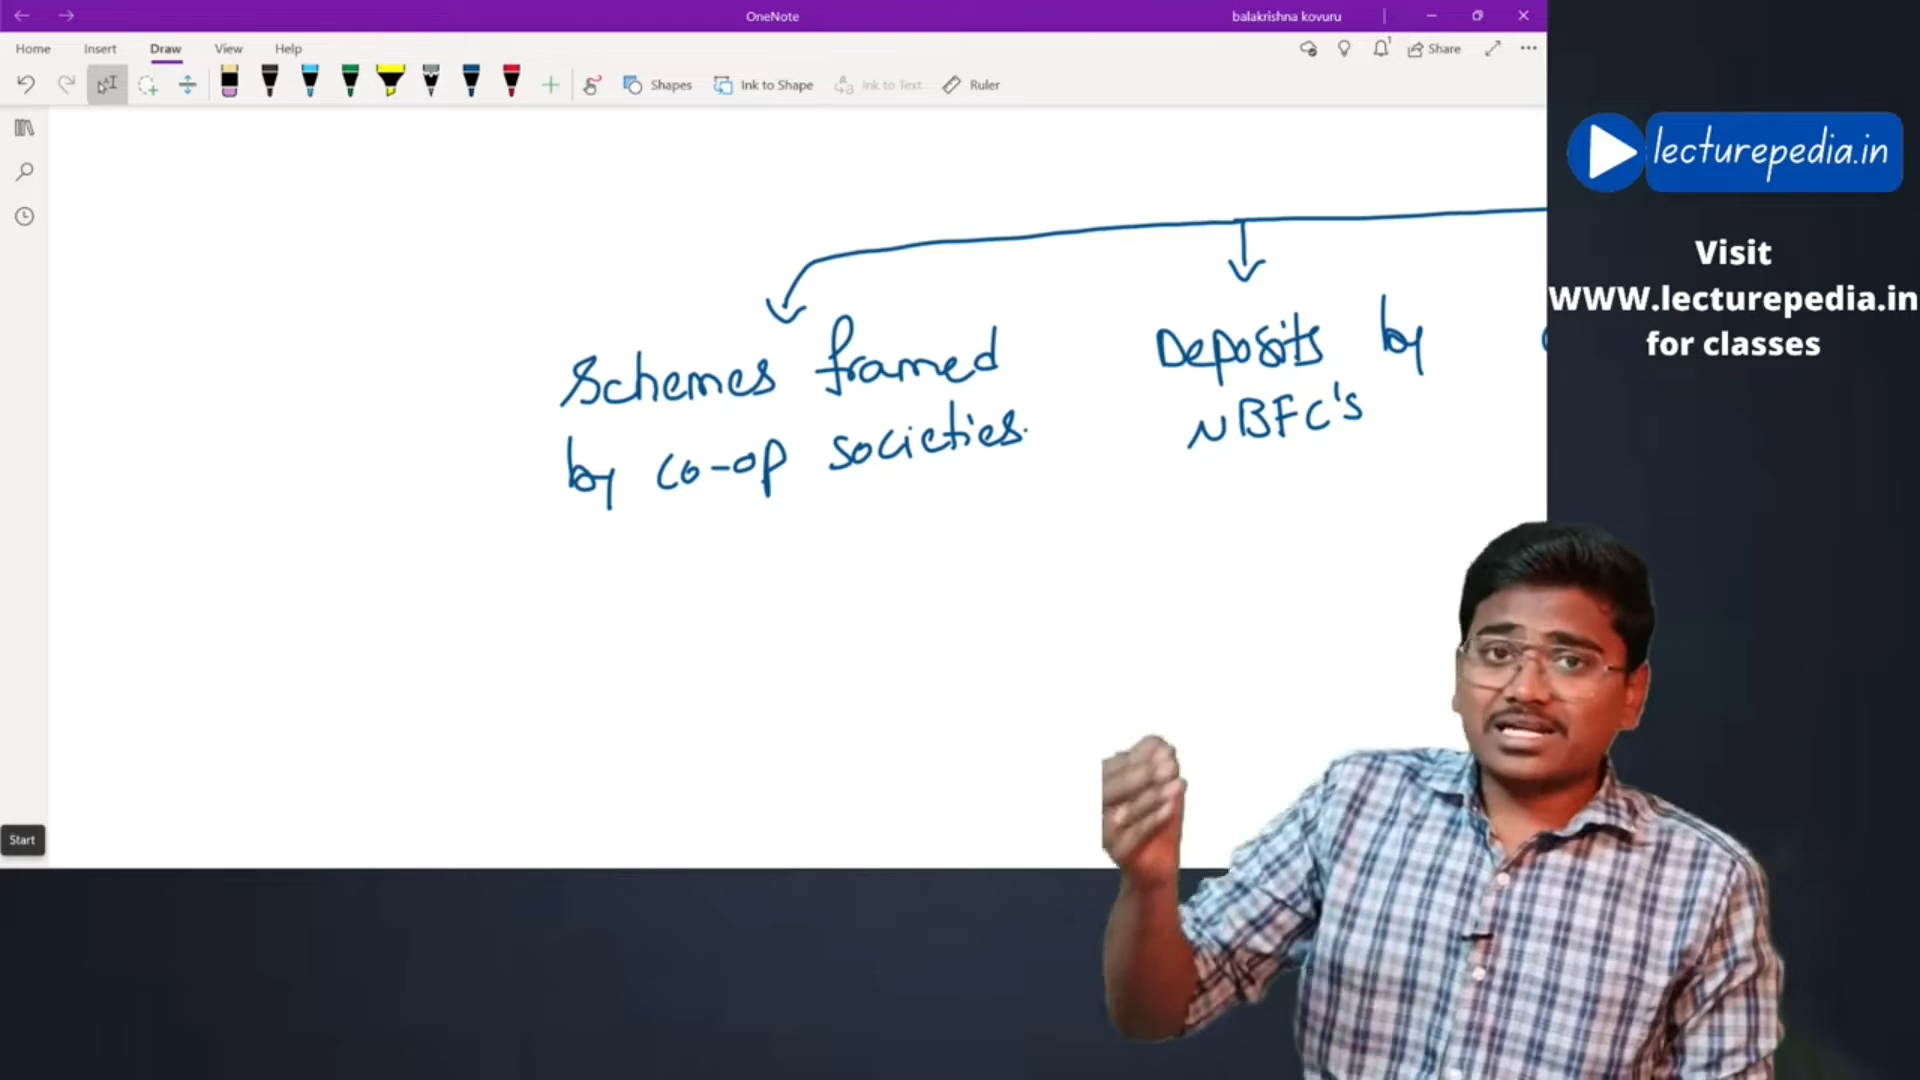 OneNote
balakrishna kovuru
Home Insert Draw View Help
1
Share
Shapes
Ink to Shape
Ink to Text
Ruler
lecturepedia.in
Visit
WWW.lecturepedia.in
for classes
Schemes framed
by co-op societies.
Deposits by
NBFC's
Start